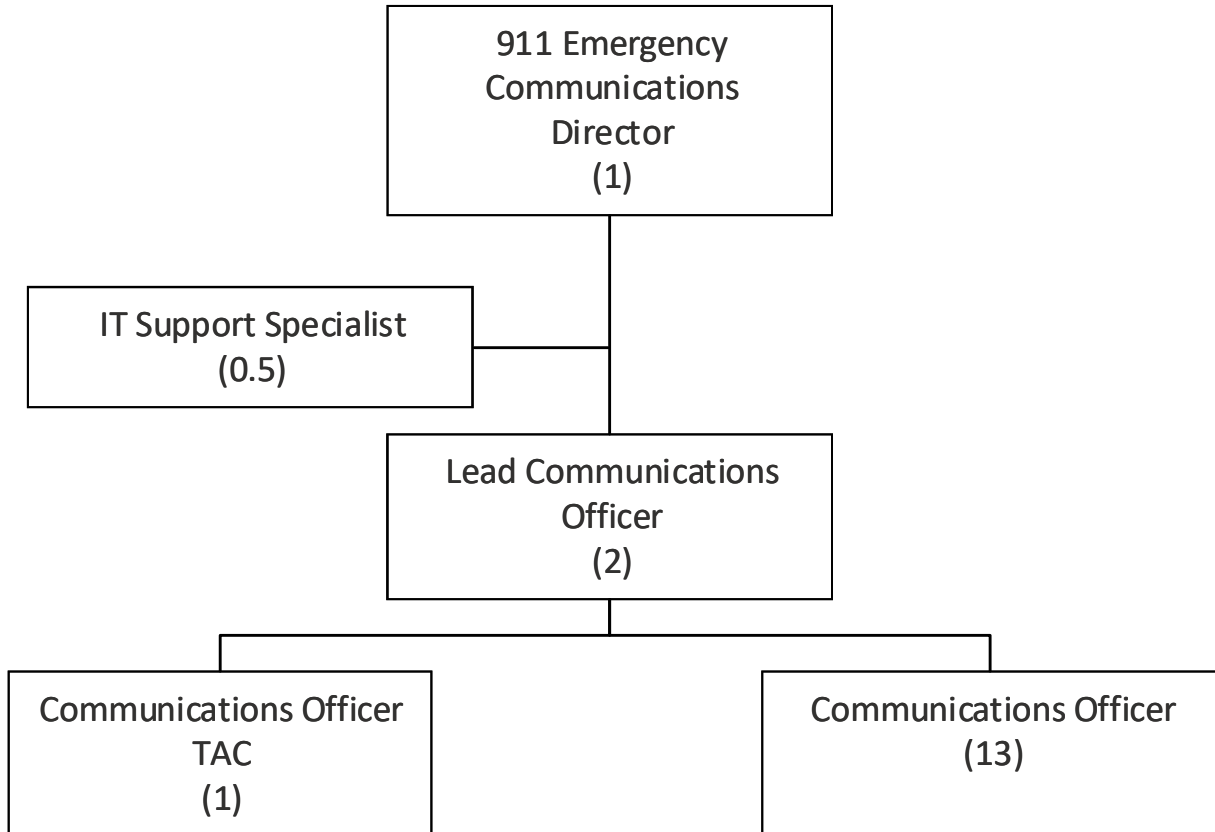 911 Emergency
Communications
Director
(1)
IT Support Specialist
(0.5)
Lead Communications
Officer
(2)
Communications Officer
TAC
(1)
Communications Officer
(13)